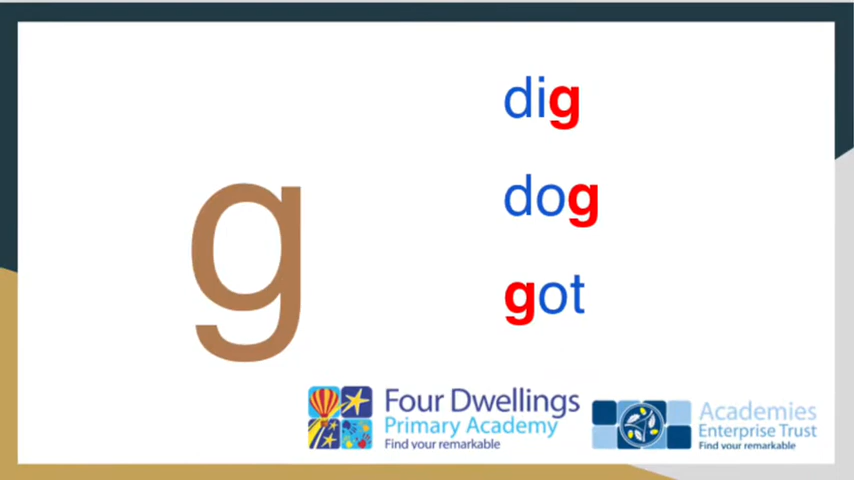 g
dig
dog
got
Four Dwellings
Primary Academy
Find your remarkable
Academies
Enterprise Trust
Find your remarkable